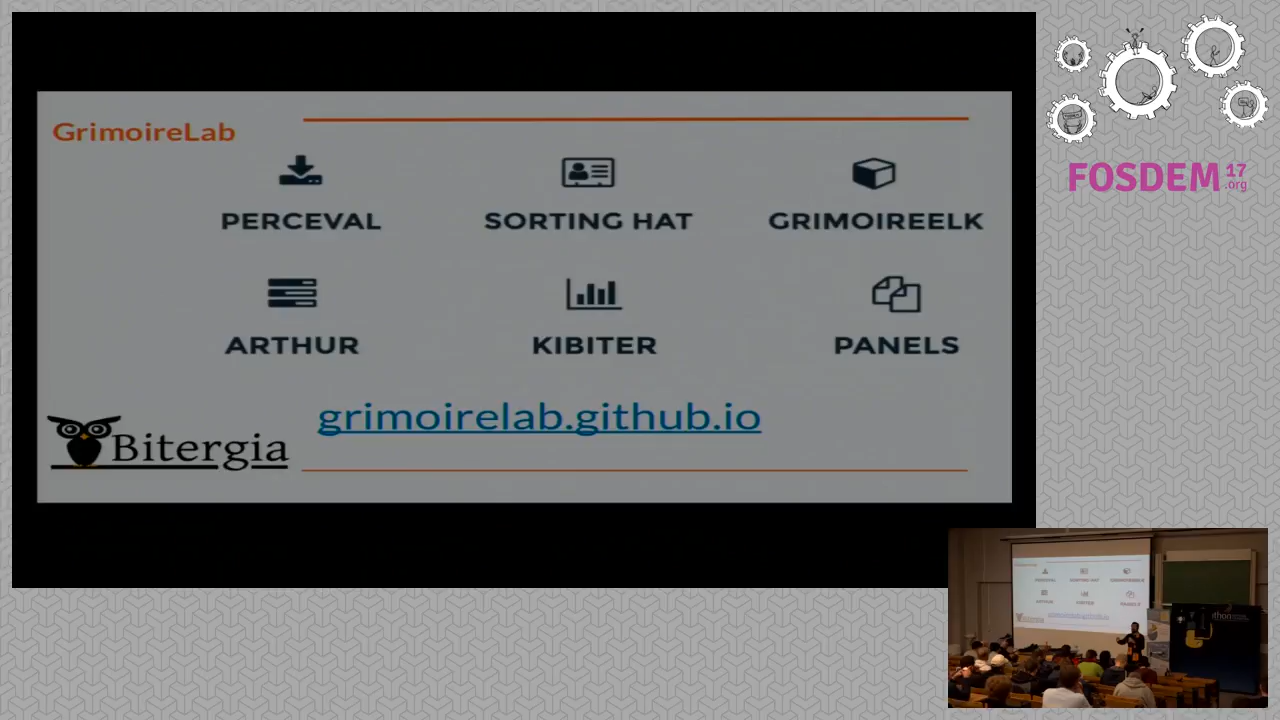 GrimoireLab
PERCEVAL
SORTING HAT
GRIMOIREELK
ARTHUR
KIBITER
PANELS
grimoirelab.github.io
Bitergia
FOSDEM 17 .org